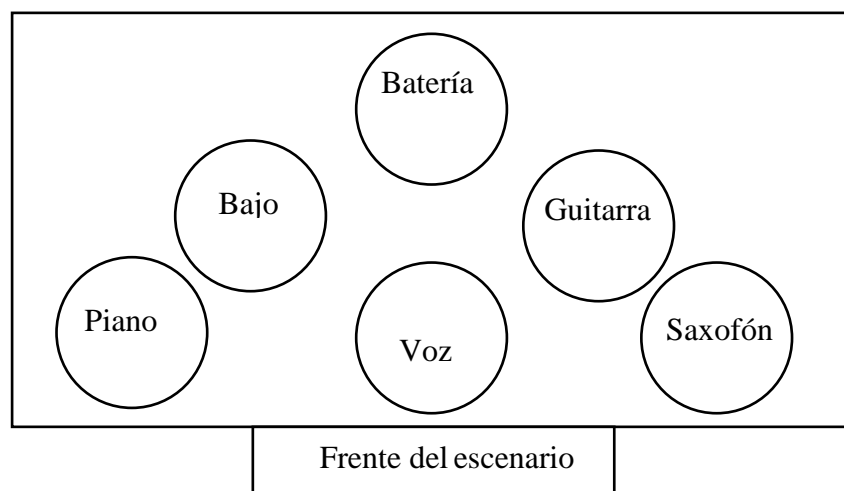 Batería
Bajo
Guitarra
Piano
Voz
Saxofón
Frente del escenario